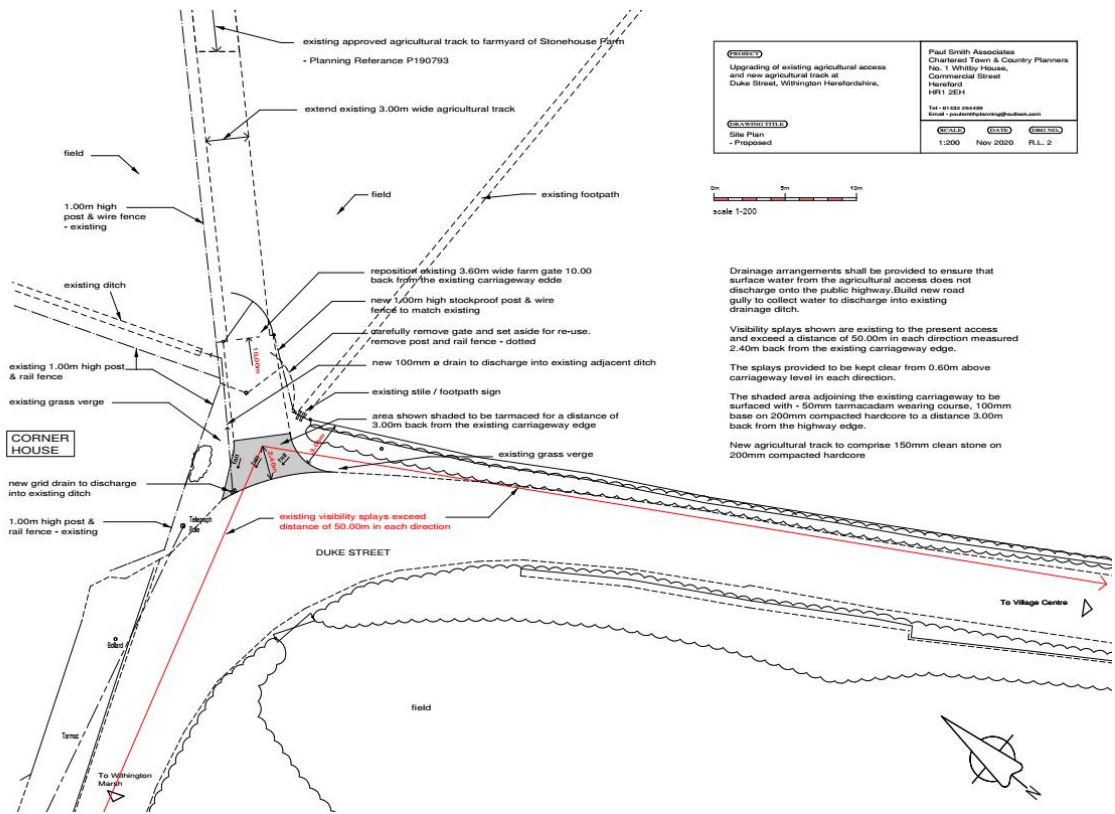 existing approved agricultural track to farmyard of Stonehouse Farm
- Planning Referance P190793
extend existing 3.00m wide agricultural track
field
field
existing footpath
1.00m high
post & wire fence
- existing
existing ditch
reposition existing 3.60m wide farm gate 10.00
back from the existing carriageway edde
new 1.00m high stockproof post & wire
fence to match existing
carefully remove gate and set aside for re-use.
remove post and rail fence - dotted
10.00m
new 100mm ø drain to discharge into existing adjacent ditch
existing 1.00m high post
& rail fence
existing stile / footpath sign
existing grass verge
area shown shaded to be tarmaced for a distance of
3.00m back from the existing carriageway edge
CORNER
HOUSE
3.00m
2.40m
existing grass verge
new grid drain to discharge
into existing ditch
1.00m high post &
rail fence - existing
Telegraph
Pole
existing visibility splays exceed
distance of 50.00m in each direction
DUKE STREET
To Village Centre
Bollard
field
Tarmac
To Withington
Marsh
N
PROJECT
Upgrading of existing agricultural access
and new agricultural track at
Duke Street, Withington Herefordshire,
DRAWING TITLE
Site Plan
- Proposed
Paul Smith Associates
Chartered Town & Country Planners
No. 1 Whitby House,
Commercial Street
Hereford
HR1 2EH
Tel - 01432 264439
Email - paulsmithplanning@outlook.com
SCALE DATE DRG NO.
1:200 Nov 2020 R.L. 2
0m 5m 10m
scale 1-200
Drainage arrangements shall be provided to ensure that
surface water from the agricultural access does not
discharge onto the public highway.Build new road
gully to collect water to discharge into existing
drainage ditch.
Visibility splays shown are existing to the present access
and exceed a distance of 50.00m in each direction measured
2.40m back from the existing carriageway edge.
The splays provided to be kept clear from 0.60m above
carriageway level in each direction.
The shaded area adjoining the existing carriageway to be
surfaced with - 50mm tarmacadam wearing course, 100mm
base on 200mm compacted hardcore to a distance 3.00m
back from the highway edge.
New agricultural track to comprise 150mm clean stone on
200mm compacted hardcore